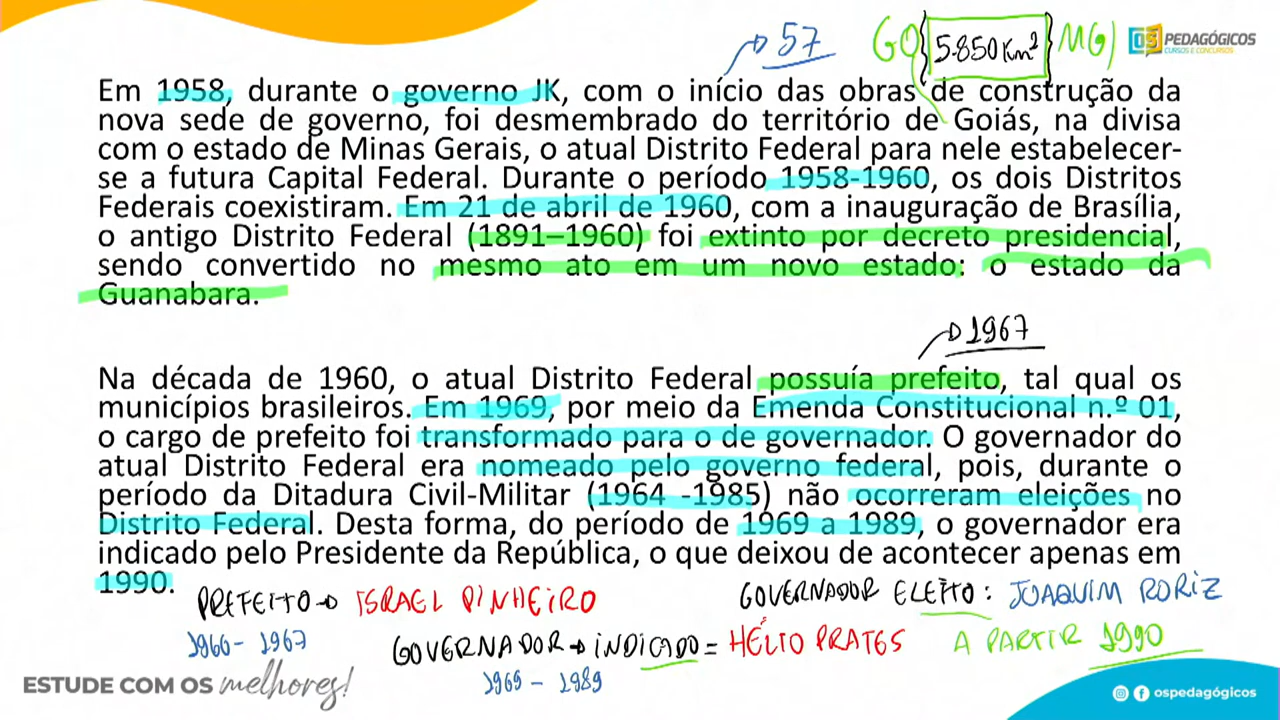 57 GO 5.850 Km² MG
OS PEDAGÓGICOS
CURSOS E CONCURSOS
Em 1958, durante o governo JK, com o início das obras de construção da
nova sede de governo, foi desmembrado do território de Goiás, na divisa
com o estado de Minas Gerais, o atual Distrito Federal para nele estabelecer-
se a futura Capital Federal. Durante o período 1958-1960, os dois Distritos
Federais coexistiram. Em 21 de abril de 1960, com a inauguração de Brasília,
o antigo Distrito Federal (1891–1960) foi extinto por decreto presidencial,
sendo convertido no mesmo ato em um novo estado: o estado da
Guanabara.
1967
Na década de 1960, o atual Distrito Federal possuía prefeito, tal qual os
municípios brasileiros. Em 1969, por meio da Emenda Constitucional n.º 01,
o cargo de prefeito foi transformado para o de governador. O governador do
atual Distrito Federal era nomeado pelo governo federal, pois, durante o
período da Ditadura Civil-Militar (1964 -1985) não ocorreram eleições no
Distrito Federal. Desta forma, do período de 1969 a 1989, o governador era
indicado pelo Presidente da República, o que deixou de acontecer apenas em
1990.
PREFEITO → ISRAEL PINHEIRO
GOVERNADOR ELEITO: JOAQUIM RORIZ
1960 - 1967
GOVERNADOR → INDICADO = HÉLIO PRATES
A PARTIR 1990
1969 - 1989
ESTUDE COM OS melhores!
ospedagógicos